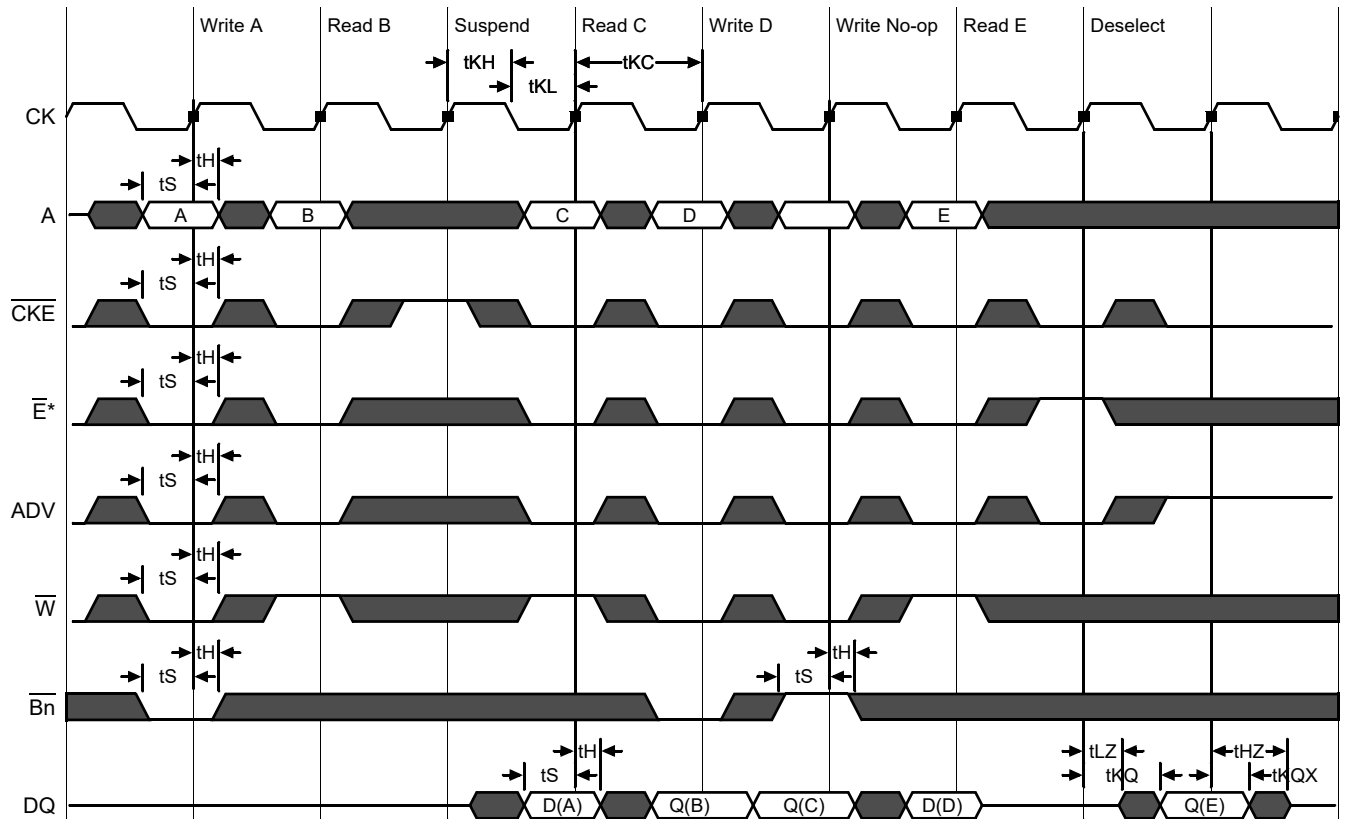 Write A Read B Suspend Read C Write D Write No-op Read E Deselect
tKH tKC
tKL
CK
tH
tS
A A B C D E
tH
tS
CKE
tH
tS
E*
tH
tS
ADV
tH
tS
W
tH tH
tS tS
Bn
tH tLZ tHZ
tS tKQ tKQX
DQ D(A) Q(B) Q(C) D(D) Q(E)